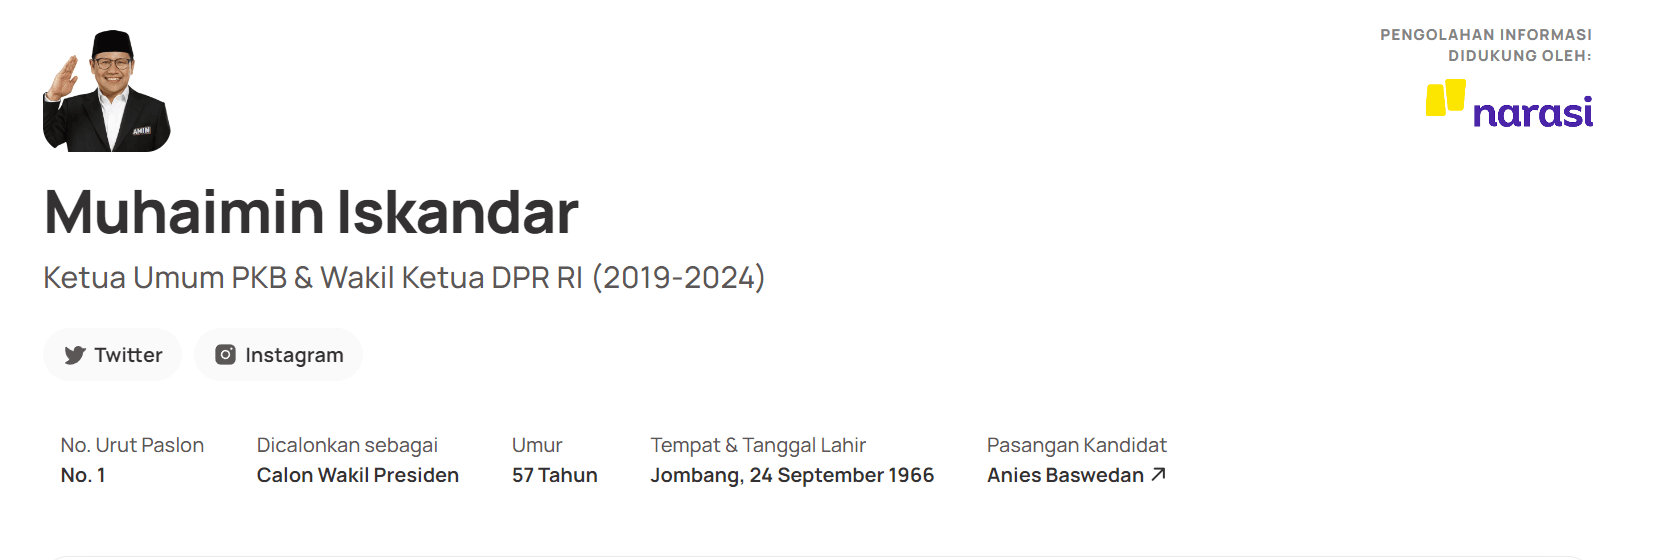 PENGOLAHAN INFORMASI
DIDUKUNG OLEH:
narasi
AMIN
Muhaimin Iskandar
Ketua Umum PKB & Wakil Ketua DPR RI (2019-2024)
Twitter
Instagram
No. Urut Paslon
No. 1
Dicalonkan sebagai
Calon Wakil Presiden
Umur
57 Tahun
Tempat & Tanggal Lahir
Jombang, 24 September 1966
Pasangan Kandidat
Anies Baswedan